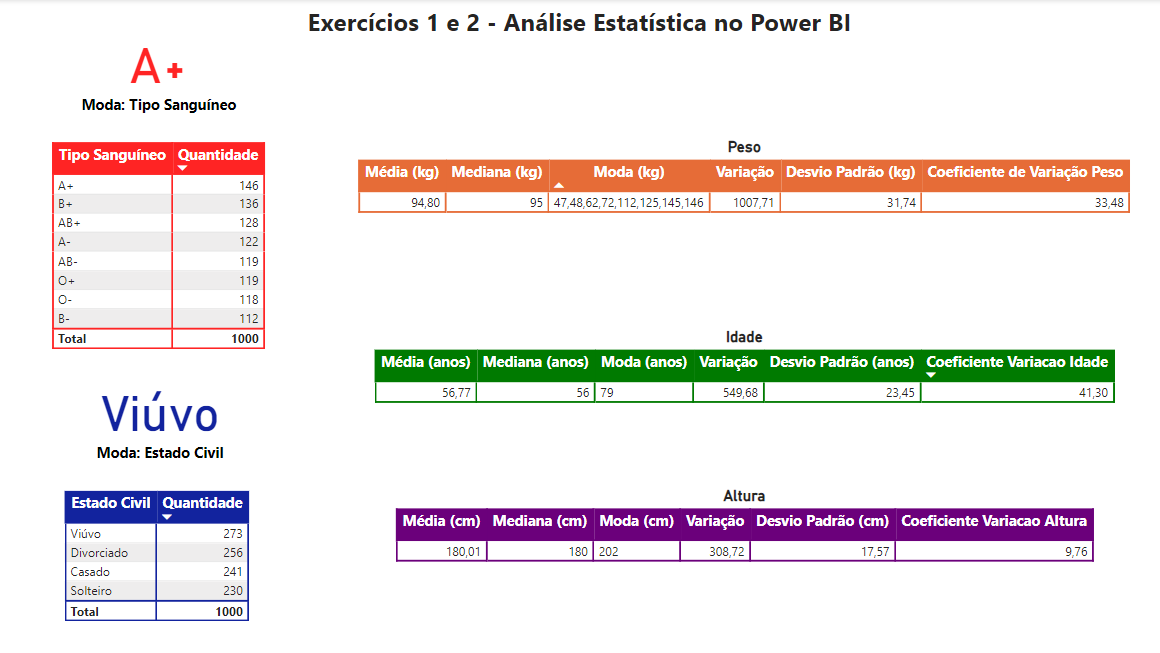 Exercícios 1 e 2 - Análise Estatística no Power BI
A+
Moda: Tipo Sanguíneo
Tipo Sanguíneo Quantidade
A+ 146
B+ 136
AB+ 128
A- 122
AB- 119
O+ 119
O- 118
B- 112
Total 1000
Viúvo
Moda: Estado Civil
Estado Civil Quantidade
Viúvo 273
Divorciado 256
Casado 241
Solteiro 230
Total 1000
Peso
Média (kg) Mediana (kg) Moda (kg) Variação Desvio Padrão (kg) Coeficiente de Variação Peso
94,80 95 47,48,62,72,112,125,145,146 1007,71 31,74 33,48
Idade
Média (anos) Mediana (anos) Moda (anos) Variação Desvio Padrão (anos) Coeficiente Variacao Idade
56,77 56 79 549,68 23,45 41,30
Altura
Média (cm) Mediana (cm) Moda (cm) Variação Desvio Padrão (cm) Coeficiente Variacao Altura
180,01 180 202 308,72 17,57 9,76